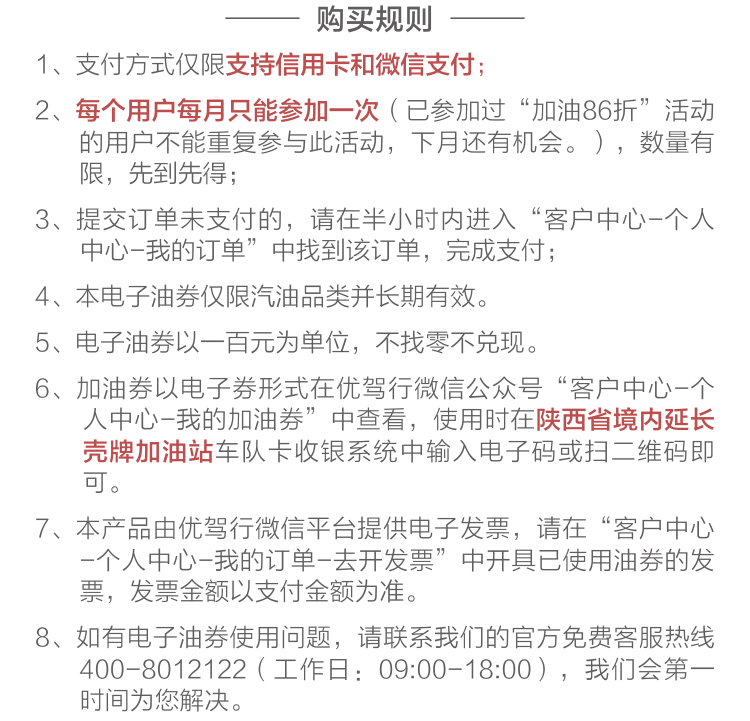 购买规则
1、支付方式仅限支持信用卡和微信支付；
2、每个用户每月只能参加一次（已参加过“加油86折”活动
的用户不能重复参与此活动，下月还有机会。），数量有
限，先到先得；
3、提交订单未支付的，请在半小时内进入“客户中心-个人
中心-我的订单”中找到该订单，完成支付；
4、本电子油券仅限汽油品类并长期有效。
5、电子油券以一百元为单位，不找零不兑现。
6、加油券以电子券形式在优驾行微信公众号“客户中心-个
人中心-我的加油券”中查看，使用时在陕西省境内延长
壳牌加油站车队卡收银系统中输入电子码或扫二维码即
可。
7、本产品由优驾行微信平台提供电子发票，请在“客户中心
-个人中心-我的订单-去开发票”中开具已使用油券的发
票，发票金额以支付金额为准。
8、如有电子油券使用问题，请联系我们的官方免费客服热线
400-8012122（工作日：09:00-18:00），我们会第一
时间为您解决。